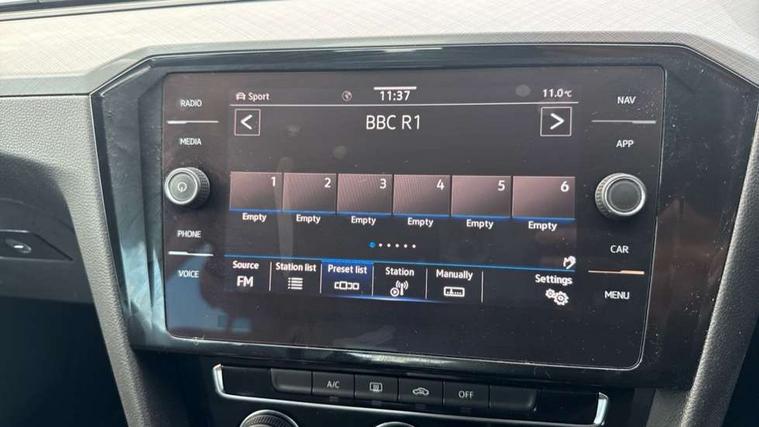 RADIO
MEDIA
PHONE
VOICE
Sport 11:37 11.0°C
< BBC R1 >
1 2 3 4 5 6
Empty Empty Empty Empty Empty Empty
Source Station list Preset list Station Manually Settings
FM
NAV
APP
CAR
MENU
A/C OFF